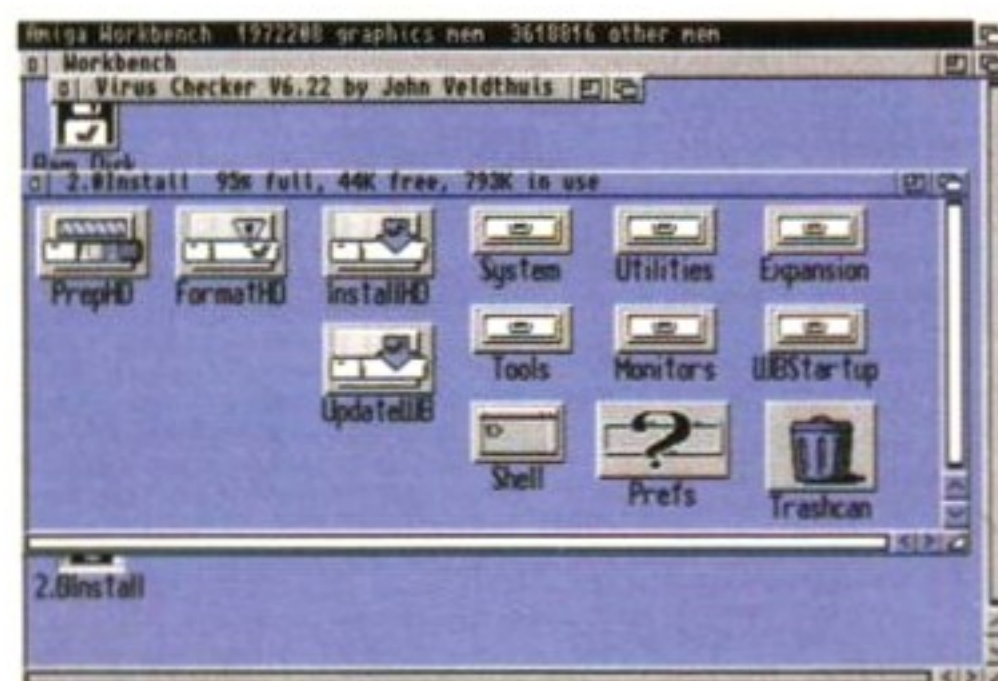 Amiga Workbench 1972208 graphics mem 3618816 other mem
Workbench
Virus Checker V6.22 by John Veldthuis
Ram Disk
2.0Install 95% full, 44K free, 793K in use
PrepHD FormatHD InstallHD System Utilities Expansion
UpdateWB Tools Monitors WBStartup
Shell Prefs Trashcan
2.0Install